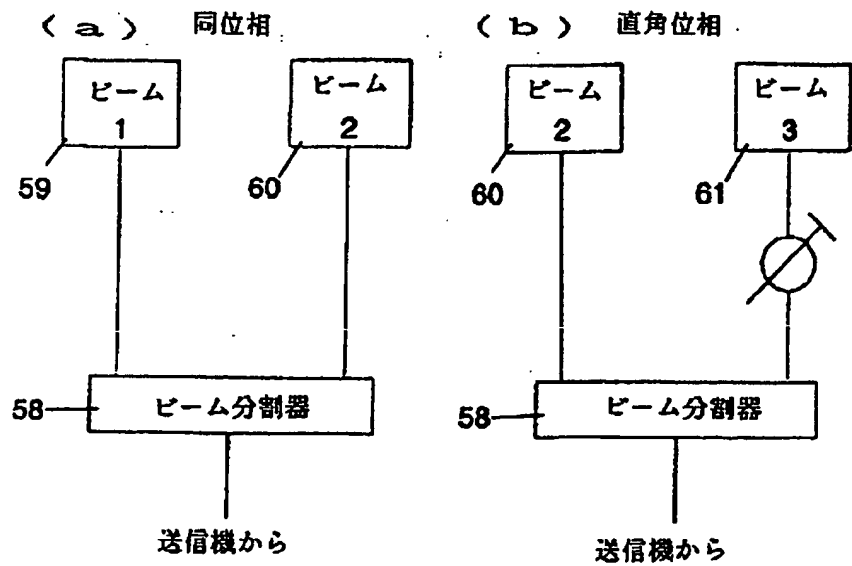 (a) 同位相
ビーム
1
59
ビーム
2
60
58
ビーム分割器
送信機から
(b) 直角位相
ビーム
2
60
ビーム
3
61
58
ビーム分割器
送信機から